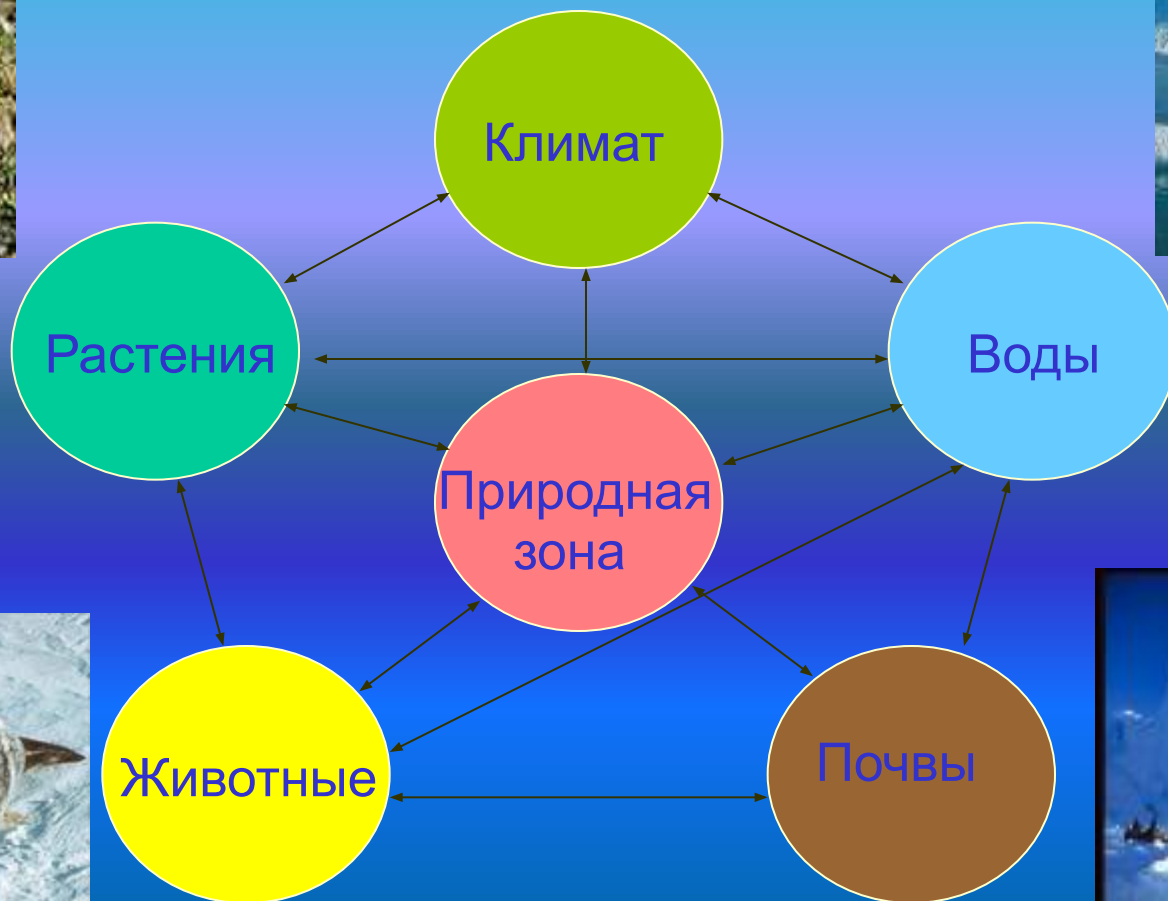 Климат
Растения
Воды
Природная
зона
Животные
Почвы